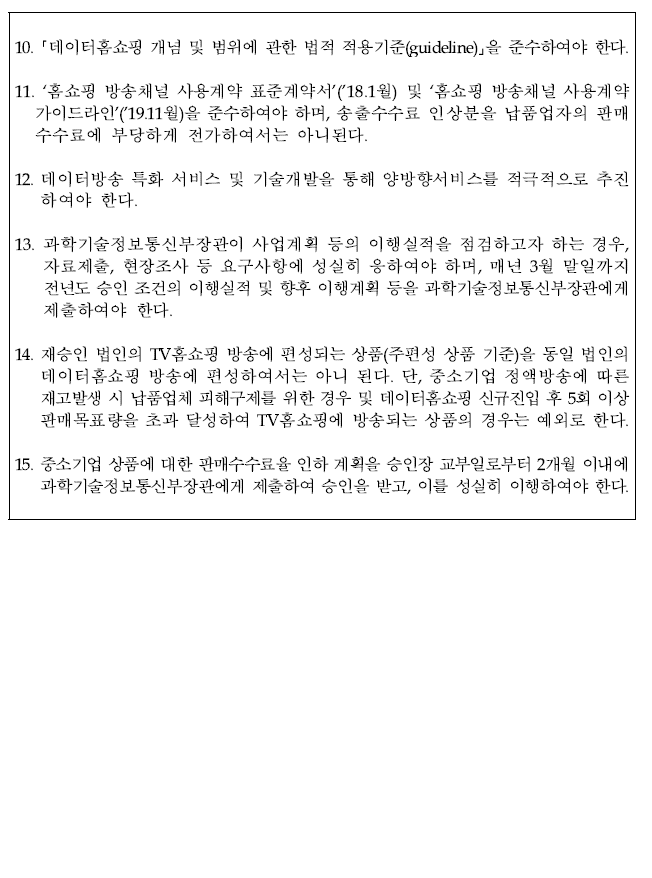 10. 「데이터홈쇼핑 개념 및 범위에 관한 법적 적용기준(guideline)」을 준수하여야 한다.
11. ‘홈쇼핑 방송채널 사용계약 표준계약서’(’18.1월) 및 ‘홈쇼핑 방송채널 사용계약
가이드라인’(’19.11월)을 준수하여야 하며, 송출수수료 인상분을 납품업자의 판매
수수료에 부당하게 전가하여서는 아니된다.
12. 데이터방송 특화 서비스 및 기술개발을 통해 양방향서비스를 적극적으로 추진
하여야 한다.
13. 과학기술정보통신부장관이 사업계획 등의 이행실적을 점검하고자 하는 경우,
자료제출, 현장조사 등 요구사항에 성실히 응하여야 하며, 매년 3월 말일까지
전년도 승인 조건의 이행실적 및 향후 이행계획 등을 과학기술정보통신부장관에게
제출하여야 한다.
14. 재승인 법인의 TV홈쇼핑 방송에 편성되는 상품(주편성 상품 기준)을 동일 법인의
데이터홈쇼핑 방송에 편성하여서는 아니 된다. 단, 중소기업 정액방송에 따른
재고발생 시 납품업체 피해구제를 위한 경우 및 데이터홈쇼핑 신규진입 후 5회 이상
판매목표량을 초과 달성하여 TV홈쇼핑에 방송되는 상품의 경우는 예외로 한다.
15. 중소기업 상품에 대한 판매수수료율 인하 계획을 승인장 교부일로부터 2개월 이내에
과학기술정보통신부장관에게 제출하여 승인을 받고, 이를 성실히 이행하여야 한다.